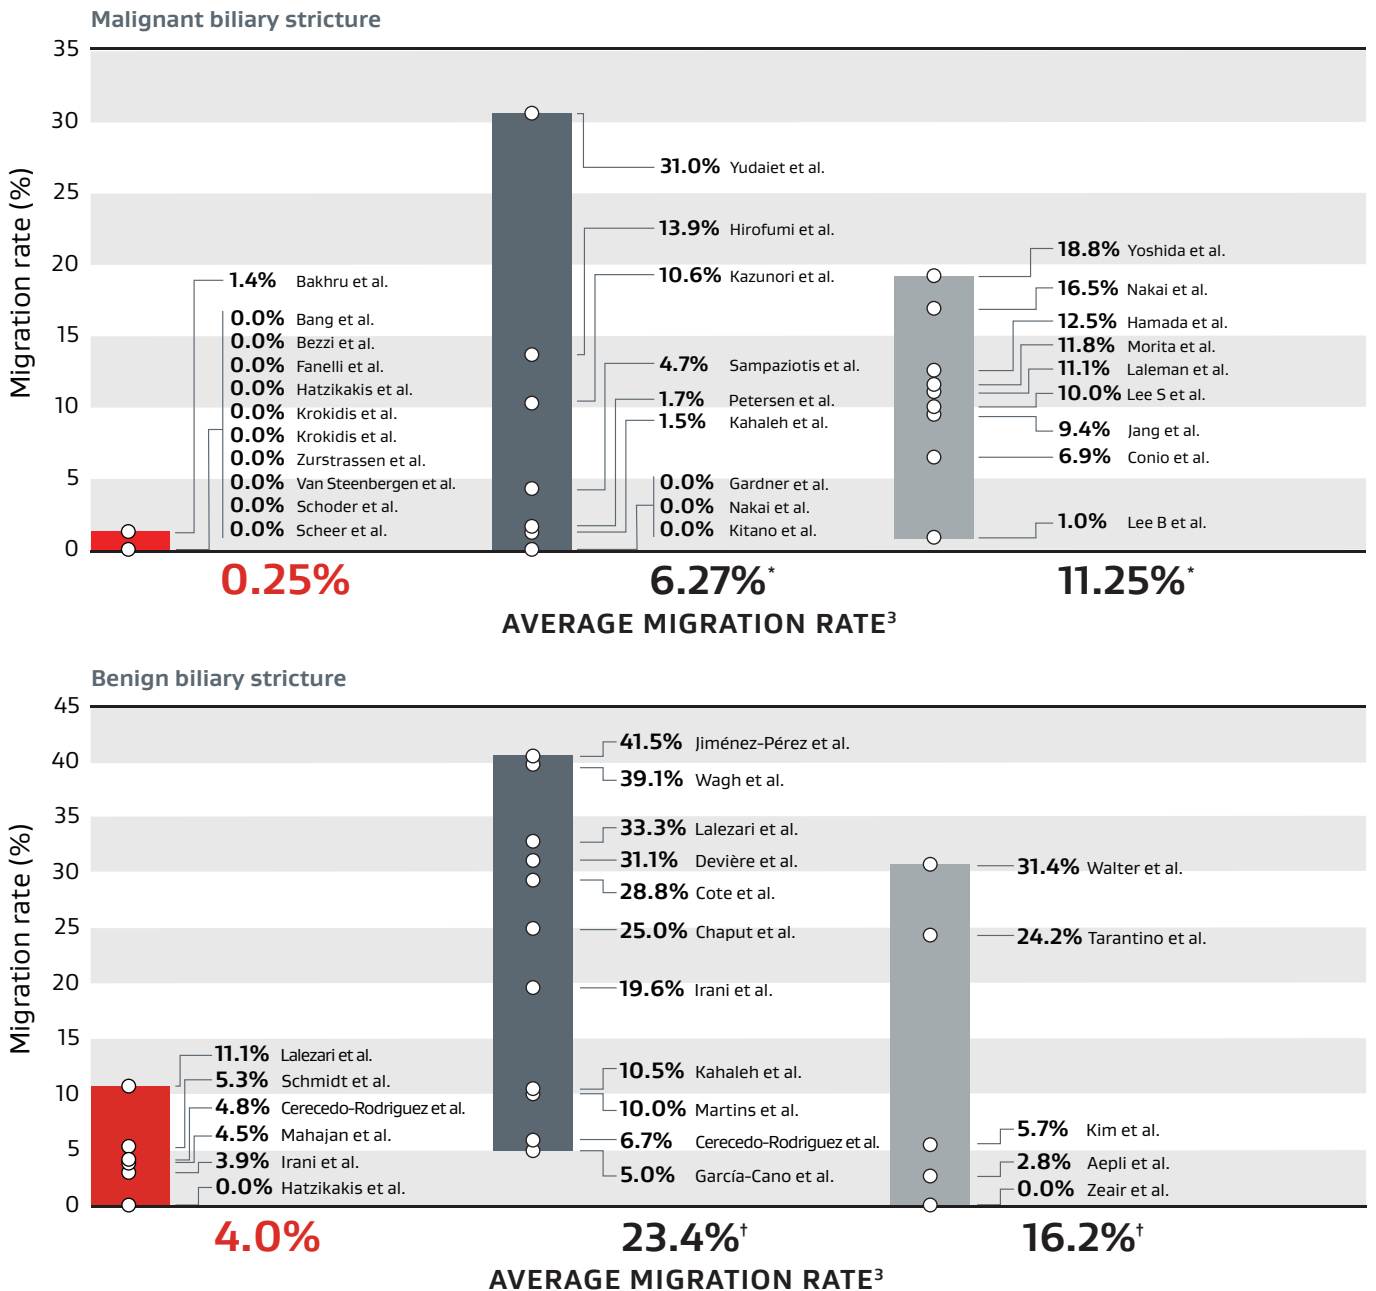 Malignant biliary stricture
Migration rate (%)
35
30
25
20
15
10
5
0
1.4% Bakhru et al.
0.0% Bang et al.
0.0% Bezzi et al.
0.0% Fanelli et al.
0.0% Hatzikakis et al.
0.0% Krokidis et al.
0.0% Krokidis et al.
0.0% Zurstrassen et al.
0.0% Van Steenbergen et al.
0.0% Schoder et al.
0.0% Scheer et al.
31.0% Yudaiet et al.
13.9% Hirofumi et al.
10.6% Kazunori et al.
4.7% Sampaziotis et al.
1.7% Petersen et al.
1.5% Kahaleh et al.
0.0% Gardner et al.
0.0% Nakai et al.
0.0% Kitano et al.
18.8% Yoshida et al.
16.5% Nakai et al.
12.5% Hamada et al.
11.8% Morita et al.
11.1% Laleman et al.
10.0% Lee S et al.
9.4% Jang et al.
6.9% Conio et al.
1.0% Lee B et al.
0.25% 6.27%* 11.25%*
AVERAGE MIGRATION RATE³
Benign biliary stricture
Migration rate (%)
45
40
35
30
25
20
15
10
5
0
11.1% Lalezari et al.
5.3% Schmidt et al.
4.8% Cerecedo-Rodriguez et al.
4.5% Mahajan et al.
3.9% Irani et al.
0.0% Hatzikakis et al.
41.5% Jiménez-Pérez et al.
39.1% Wagh et al.
33.3% Lalezari et al.
31.1% Devière et al.
28.8% Cote et al.
25.0% Chaput et al.
19.6% Irani et al.
10.5% Kahaleh et al.
10.0% Martins et al.
6.7% Cerecedo-Rodriguez et al.
5.0% García-Cano et al.
31.4% Walter et al.
24.2% Tarantino et al.
5.7% Kim et al.
2.8% Aepli et al.
0.0% Zeair et al.
4.0% 23.4%† 16.2%†
AVERAGE MIGRATION RATE³